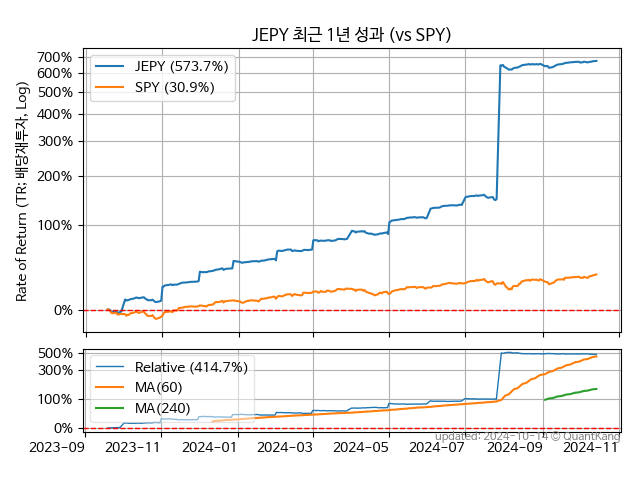 JEPY 최근 1년 성과 (vs SPY)
Rate of Return (TR; 배당재투자, Log)
700%
600%
500%
400%
300%
200%
100%
0%
JEPY (573.7%)
SPY (30.9%)
500%
300%
100%
0%
Relative (414.7%)
MA(60)
MA(240)
2023-09
2023-11
2024-01
2024-03
2024-05
2024-07
2024-09
2024-11
updated: 2024-10-14 © QuantKang